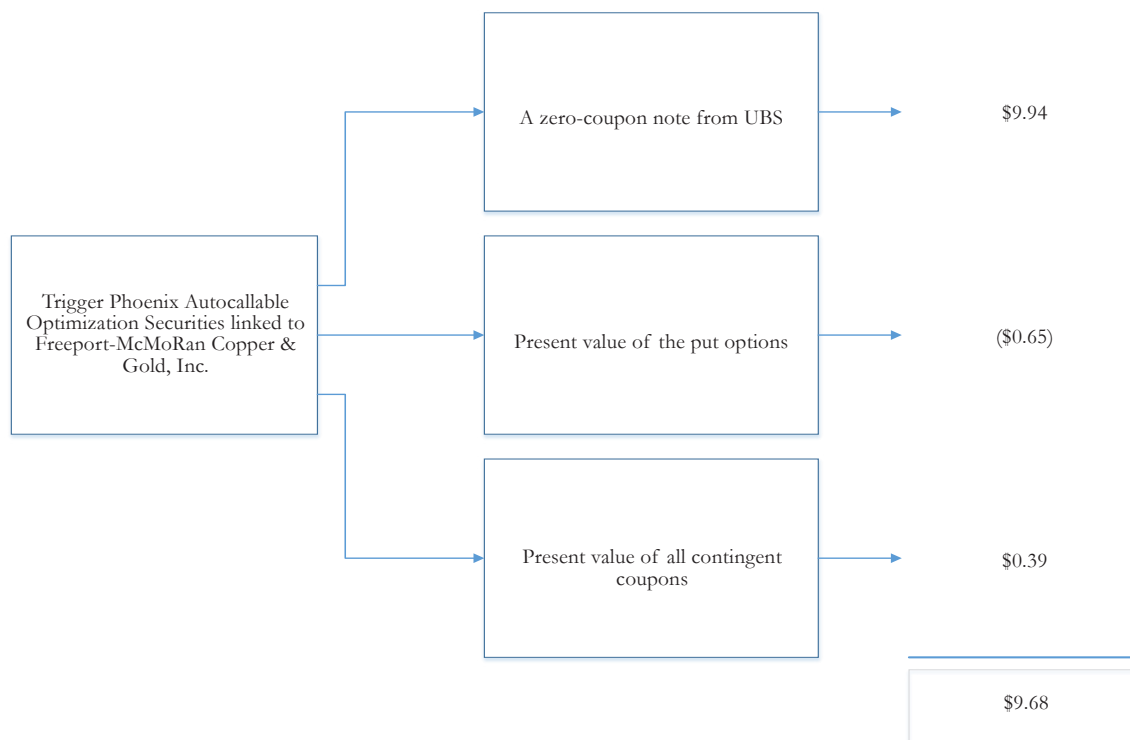 A zero-coupon note from UBS
$9.94
Trigger Phoenix Autocallable
Optimization Securities linked to
Freeport-McMoRan Copper &
Gold, Inc.
Present value of the put options
($0.65)
Present value of all contingent
coupons
$0.39
$9.68